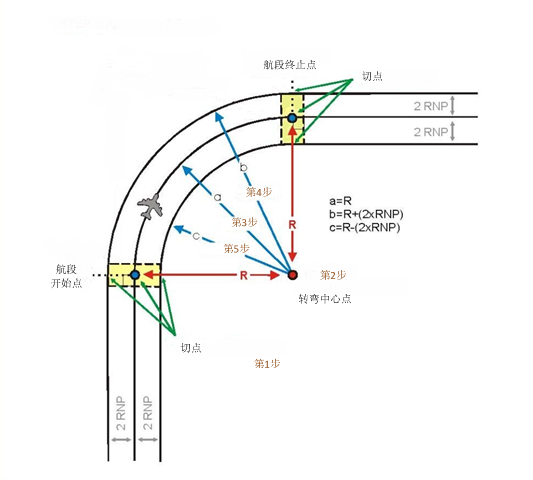 航段终止点
切点
2 RNP
2 RNP
b
第4步
a
a=R
b=R+(2xRNP)
c=R-(2xRNP)
第3步
R
c
第5步
航段
开始点
R
第2步
转弯中心点
切点
第1步
2 RNP
2 RNP